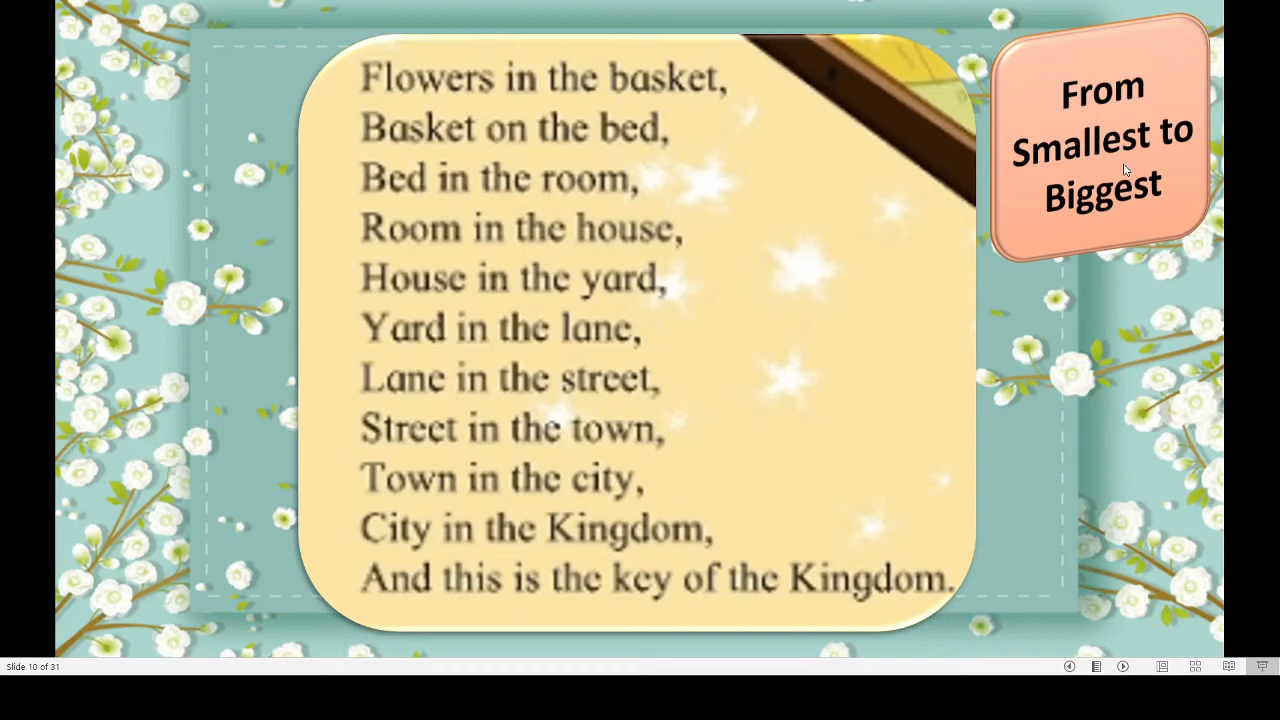 Flowers in the basket,
Basket on the bed,
Bed in the room,
Room in the house,
House in the yard,
Yard in the lane,
Lane in the street,
Street in the town,
Town in the city,
City in the Kingdom,
And this is the key of the Kingdom.
From
Smallest to
Biggest
Slide 10 of 31